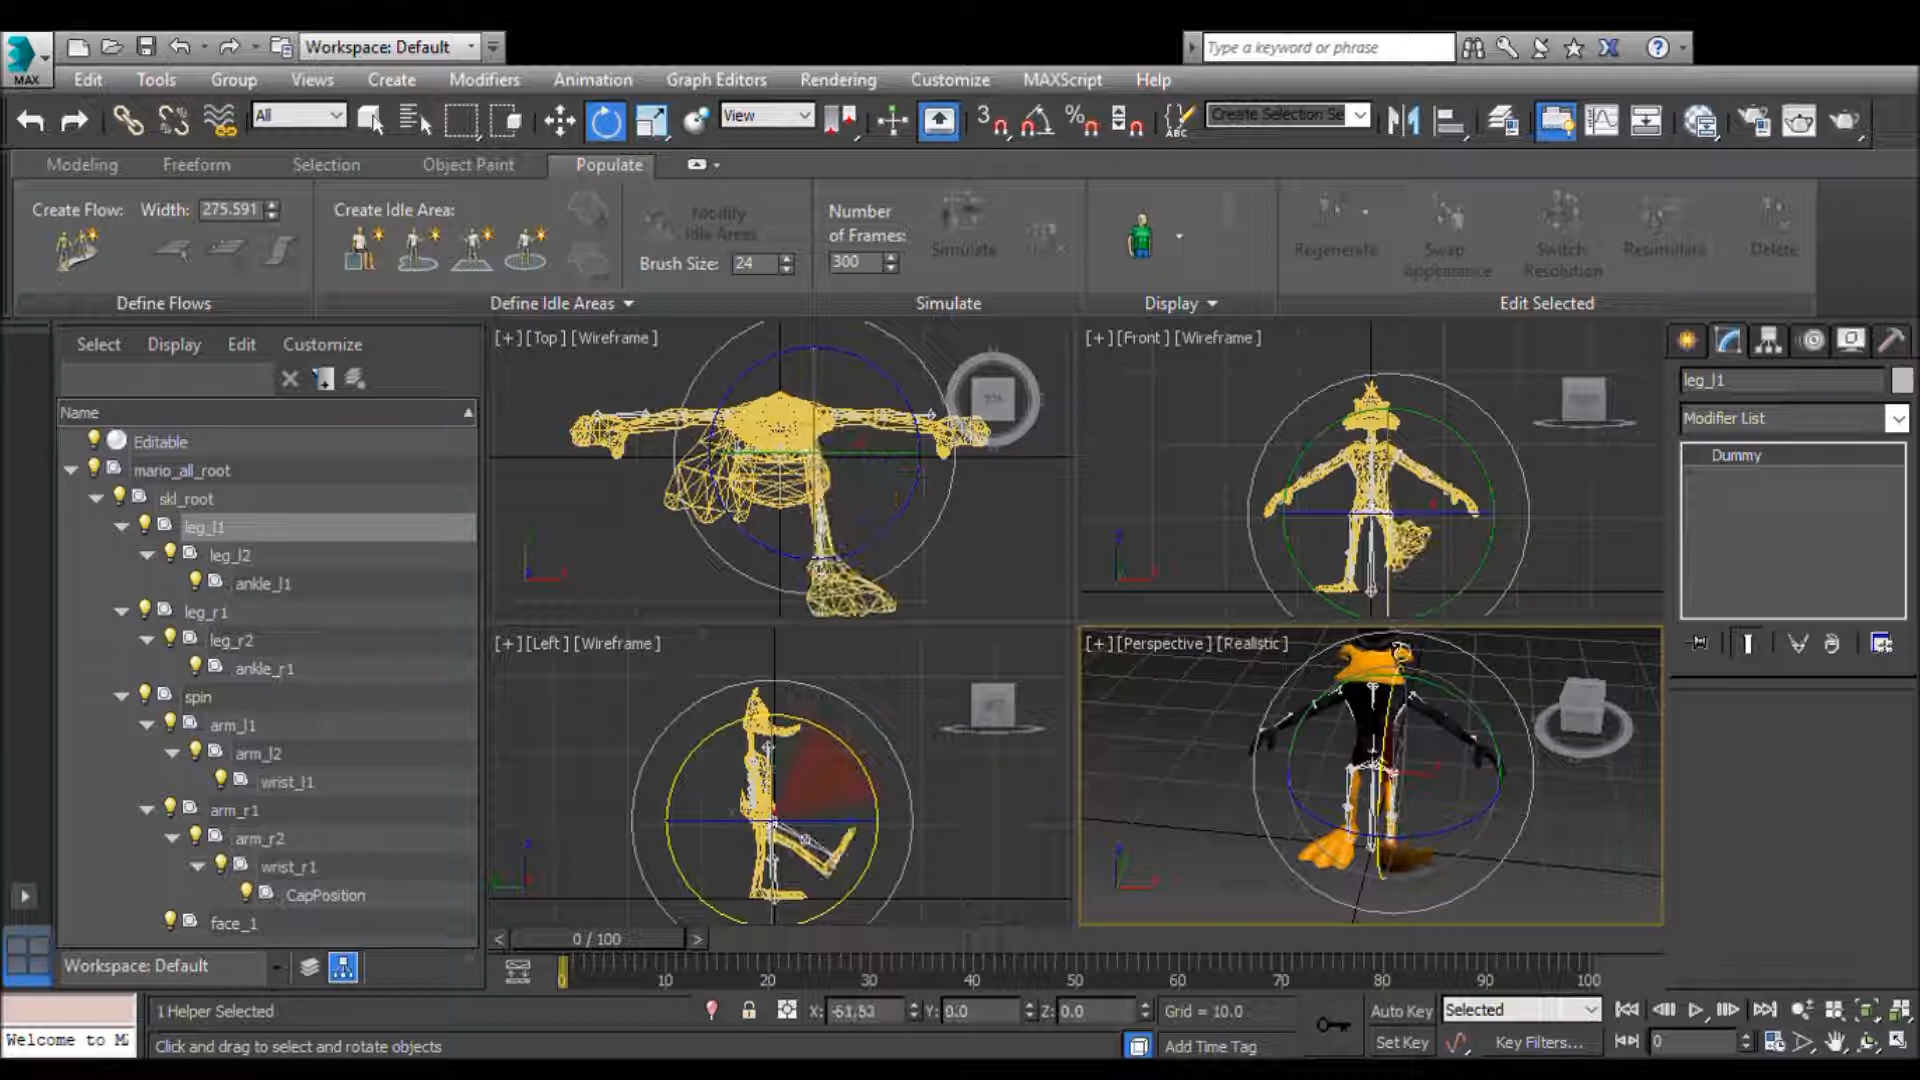 Workspace: Default
Type a keyword or phrase
MAX
Edit Tools Group Views Create Modifiers Animation Graph Editors Rendering Customize MAXScript Help
All
View
3
%
ABC
Create Selection Se
Modeling Freeform Selection Object Paint Populate
Create Flow: Width: 275.591
Create Idle Area:
Modify
Idle Areas
Brush Size: 24
Number
of Frames:
300
Simulate
Regenerate
Swap
Appearance
Switch
Resolution
Resimulate
Delete
Define Flows
Define Idle Areas
Simulate
Display
Edit Selected
Select Display Edit Customize
Name
Editable
mario_all_root
skl_root
leg_l1
leg_l2
ankle_l1
leg_r1
leg_r2
ankle_r1
spin
arm_l1
arm_l2
wrist_l1
arm_r1
arm_r2
wrist_r1
CapPosition
face_1
[+] [Top] [Wireframe]
[+] [Front] [Wireframe]
[+] [Left] [Wireframe]
[+] [Perspective] [Realistic]
leg_l1
Modifier List
Dummy
Workspace: Default
< 0 / 100 >
0 10 20 30 40 50 60 70 80 90 100
1 Helper Selected
X: -61.53 Y: 0.0 Z: 0.0
Grid = 10.0
Auto Key Selected
Welcome to M
Click and drag to select and rotate objects
Add Time Tag
Set Key
Key Filters...
0